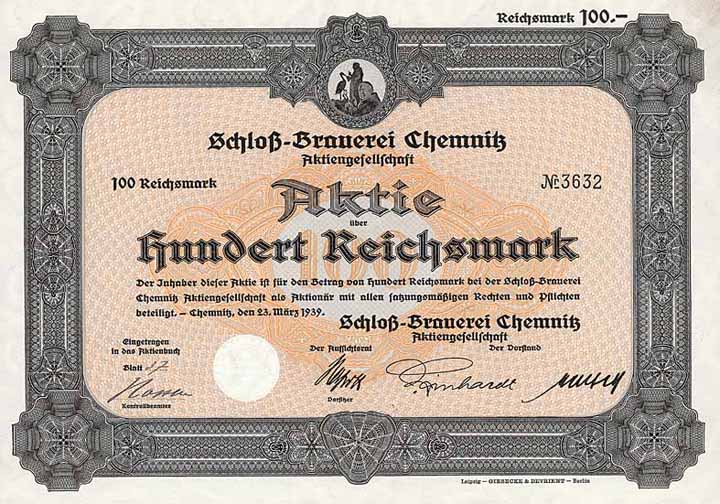 Reichsmark 100.–
Schloß-Brauerei Chemnitz
Aktiengesellschaft
100 Reichsmark
№ 3632
Aktie
über
Hundert Reichsmark
Der Inhaber dieser Aktie ist für den Betrag von Hundert Reichsmark bei der Schloß-Brauerei
Chemnitz Aktiengesellschaft als Aktionär mit allen satzungsmäßigen Rechten und Pflichten
beteiligt. – Chemnitz, den 23. März 1939.
Schloß-Brauerei Chemnitz
Aktiengesellschaft
Eingetragen
in das Aktienbuch
Der Aufsichtsrat
Der Vorstand
Blatt 87
Kontrollbeamter
Vorsitzer
Leipzig – GIESECKE & DEVRIENT – Berlin